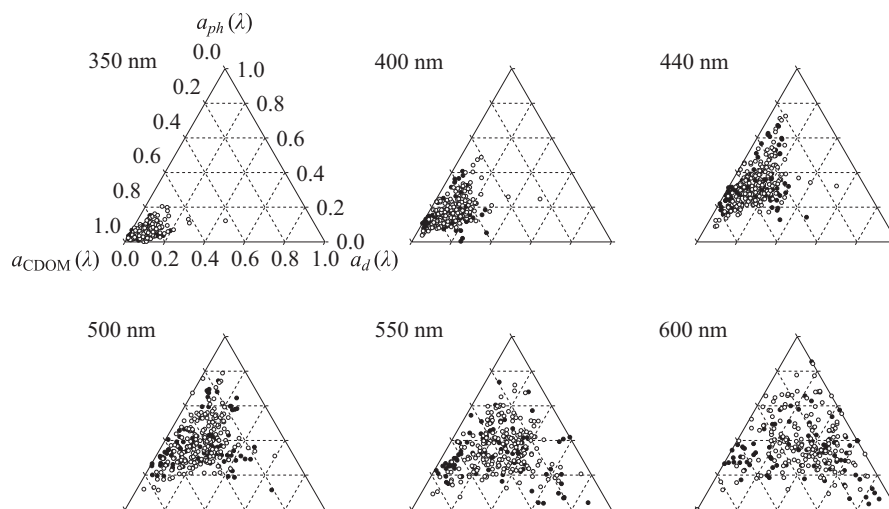 a_ph(λ)
350 nm 0.0 1.0 400 nm 440 nm
0.2 0.8
0.4 0.6
0.6 0.4
0.8 0.2
1.0 0.0
a_CDOM(λ) 0.0 0.2 0.4 0.6 0.8 1.0 a_d(λ)
500 nm 550 nm 600 nm